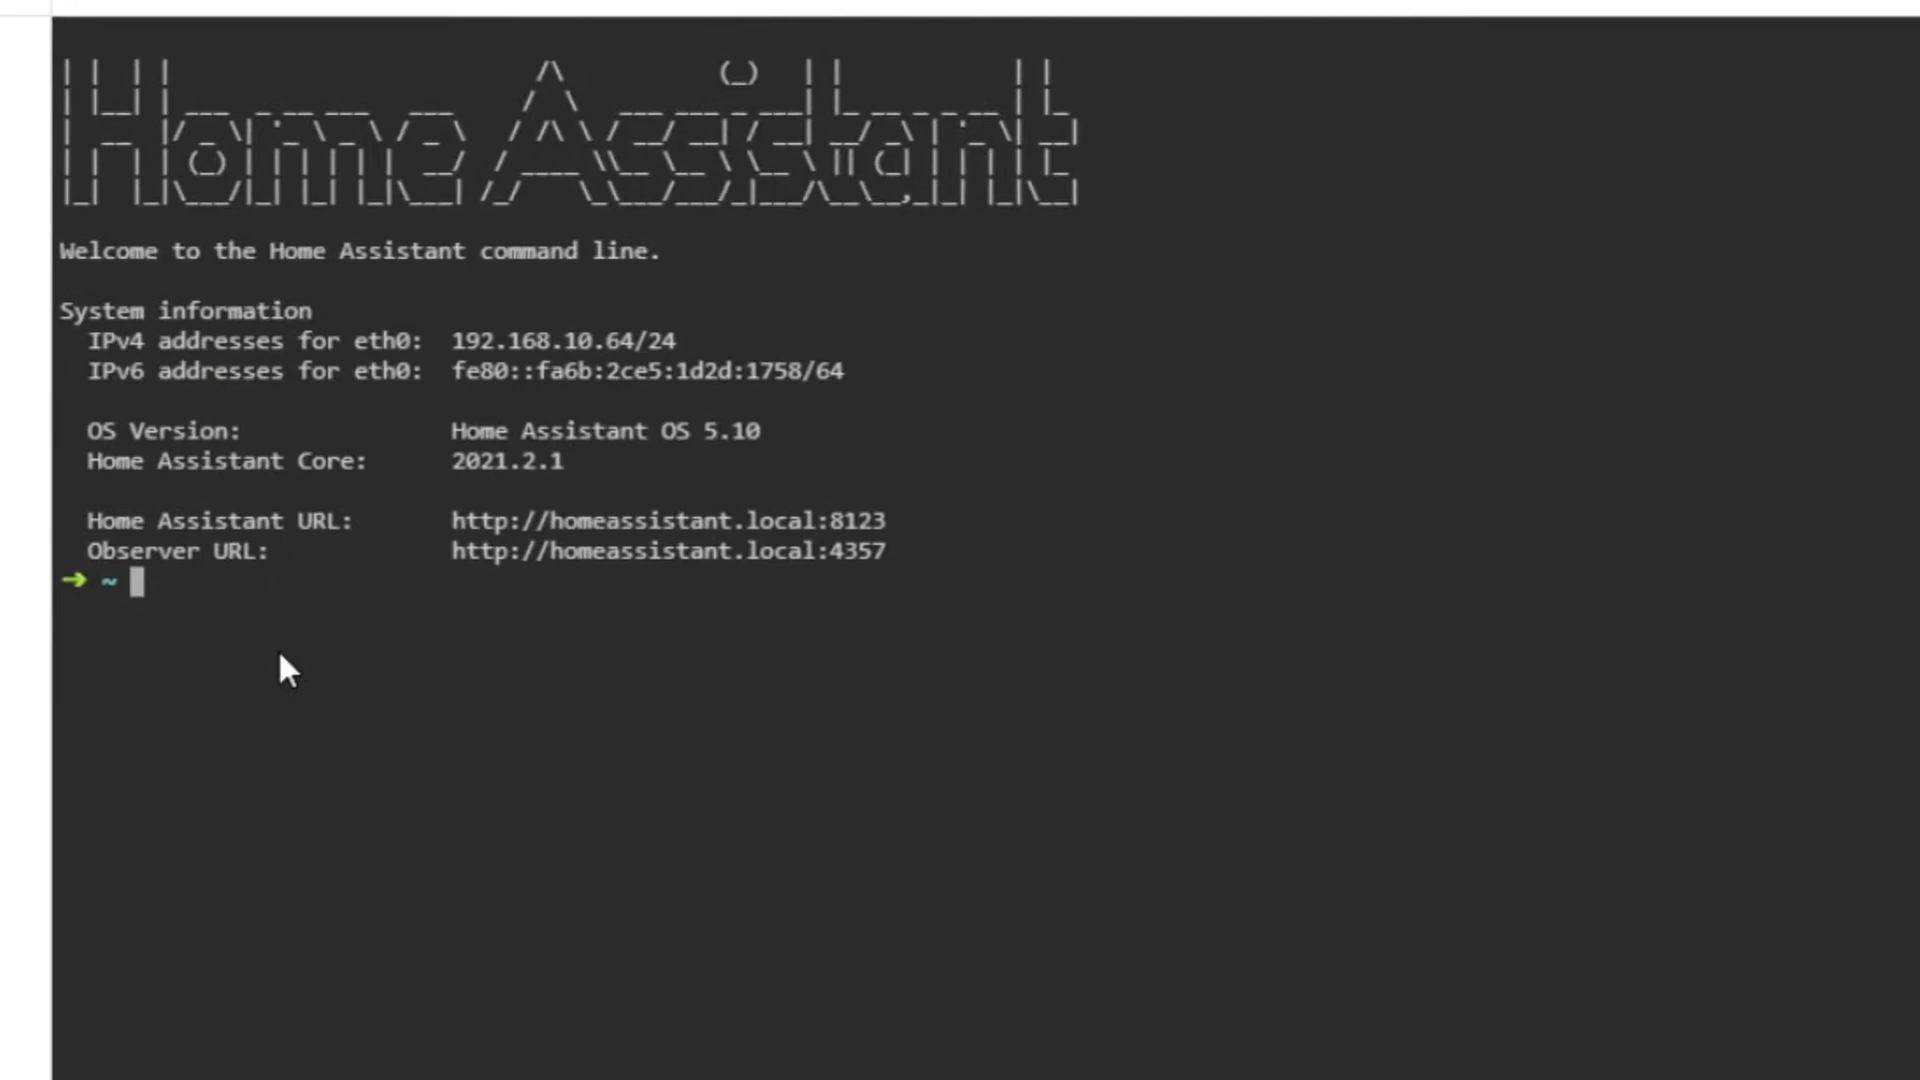 Home Assistant
Welcome to the Home Assistant command line.
System information
IPv4 addresses for eth0: 192.168.10.64/24
IPv6 addresses for eth0: fe80::fa6b:2ce5:1d2d:1758/64
OS Version: Home Assistant OS 5.10
Home Assistant Core: 2021.2.1
Home Assistant URL: http://homeassistant.local:8123
Observer URL: http://homeassistant.local:4357
➜ ~